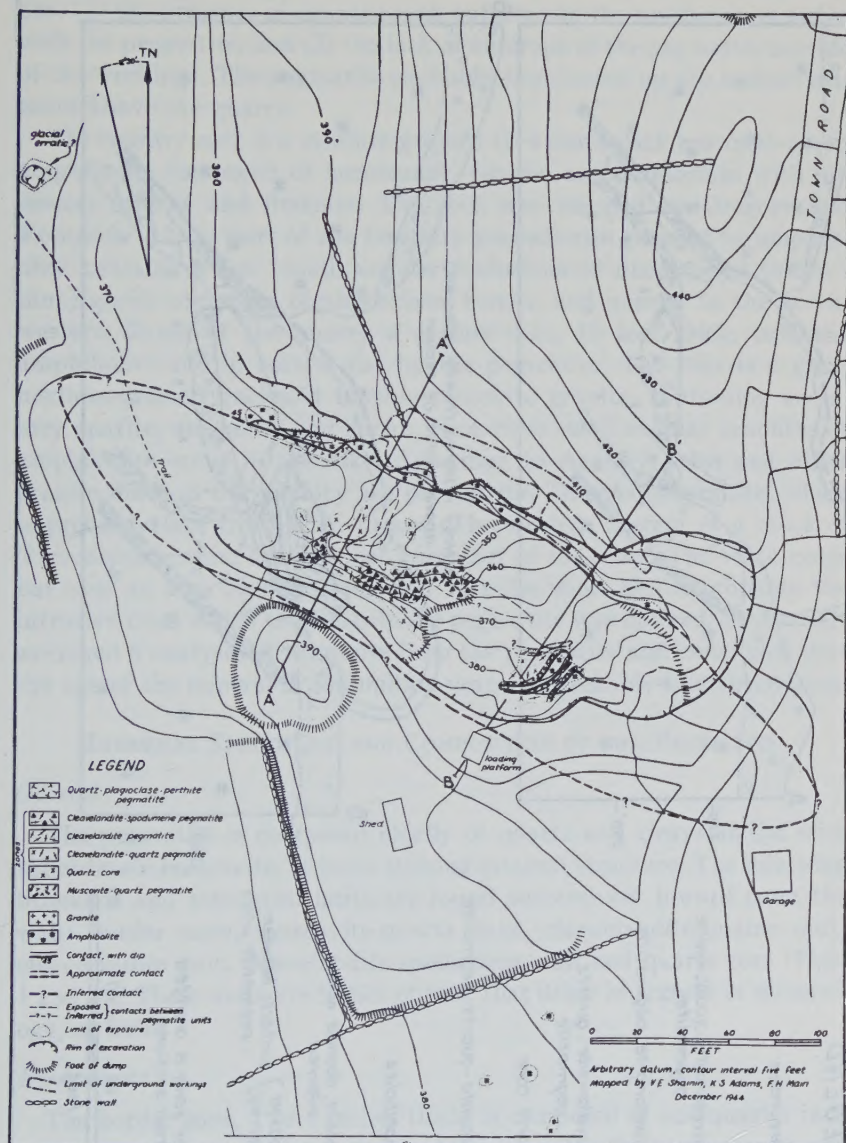 TN
glacial
erratic?
390
380
TOWN ROAD
440
370
430
A'
420
B'
45
?
410
Trail
350
340
370
360
390
A
loading
platform
B
Shed
Garage
380
LEGEND
Quartz-plagioclase-perthite
pegmatite
zones
Cleavelandite-spodumene pegmatite
Cleavelandite pegmatite
Cleavelandite-quartz pegmatite
Quartz core
Muscovite-quartz pegmatite
Granite
Amphibolite
45
Contact, with dip
Approximate contact
Inferred contact
Exposed
Inferred
contacts between
pegmatite units
Limit of exposure
Rim of excavation
Foot of dump
Limit of underground workings
Stone wall
0 20 40 60 80 100
FEET
Arbitrary datum, contour interval five feet
Mapped by V.E. Shainin, K.S Adams, F.H Main
December 1944